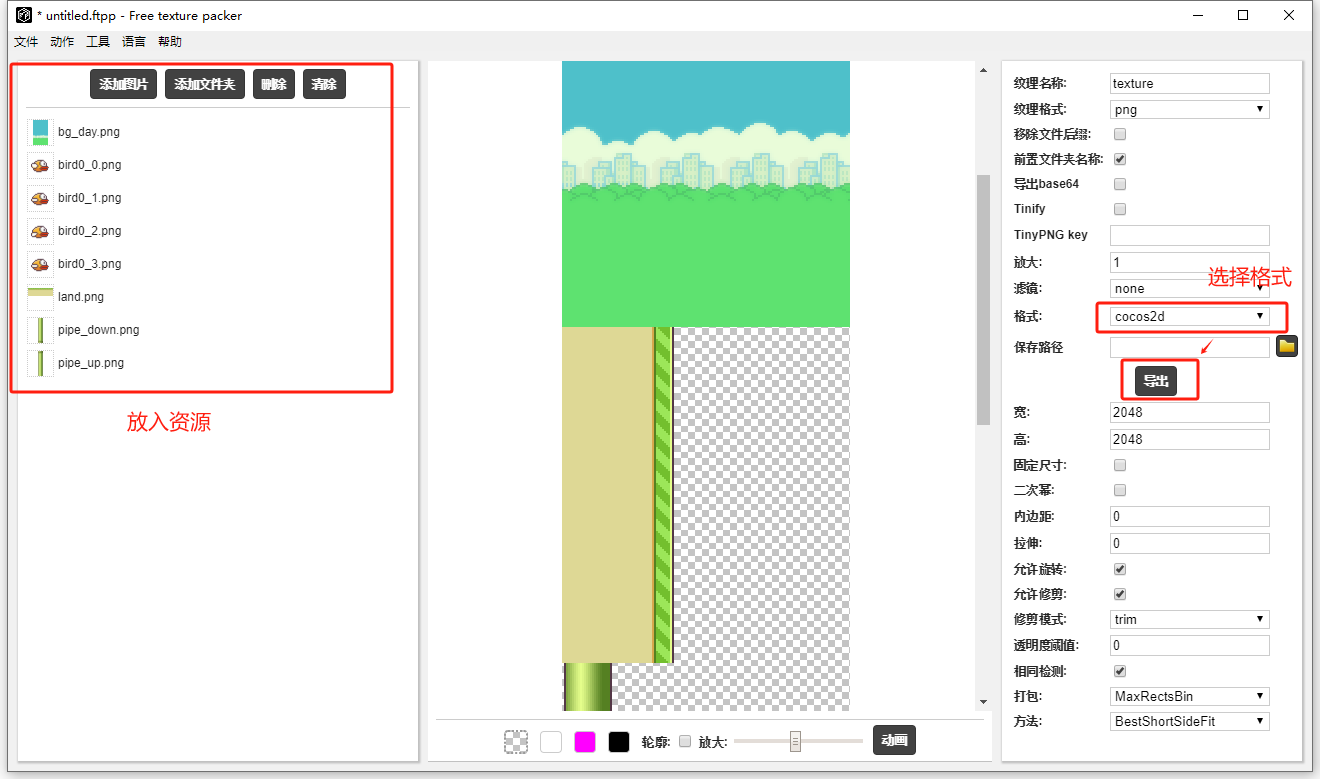 * untitled.ftpp - Free texture packer
文件 动作 工具 语言 帮助
添加图片 添加文件夹 删除 清除
bg_day.png
bird0_0.png
bird0_1.png
bird0_2.png
bird0_3.png
land.png
pipe_down.png
pipe_up.png
放入资源
轮廓: 放大: 动画
纹理名称: texture
纹理格式: png
移除文件后缀:
前置文件夹名称:
导出base64
Tinify
TinyPNG key
放大: 1
选择格式
滤镜: none
格式: cocos2d
保存路径
导出
宽: 2048
高: 2048
固定尺寸:
二次幂:
内边距: 0
拉伸: 0
允许旋转:
允许修剪:
修剪模式: trim
透明度阈值: 0
相同检测:
打包: MaxRectsBin
方法: BestShortSideFit